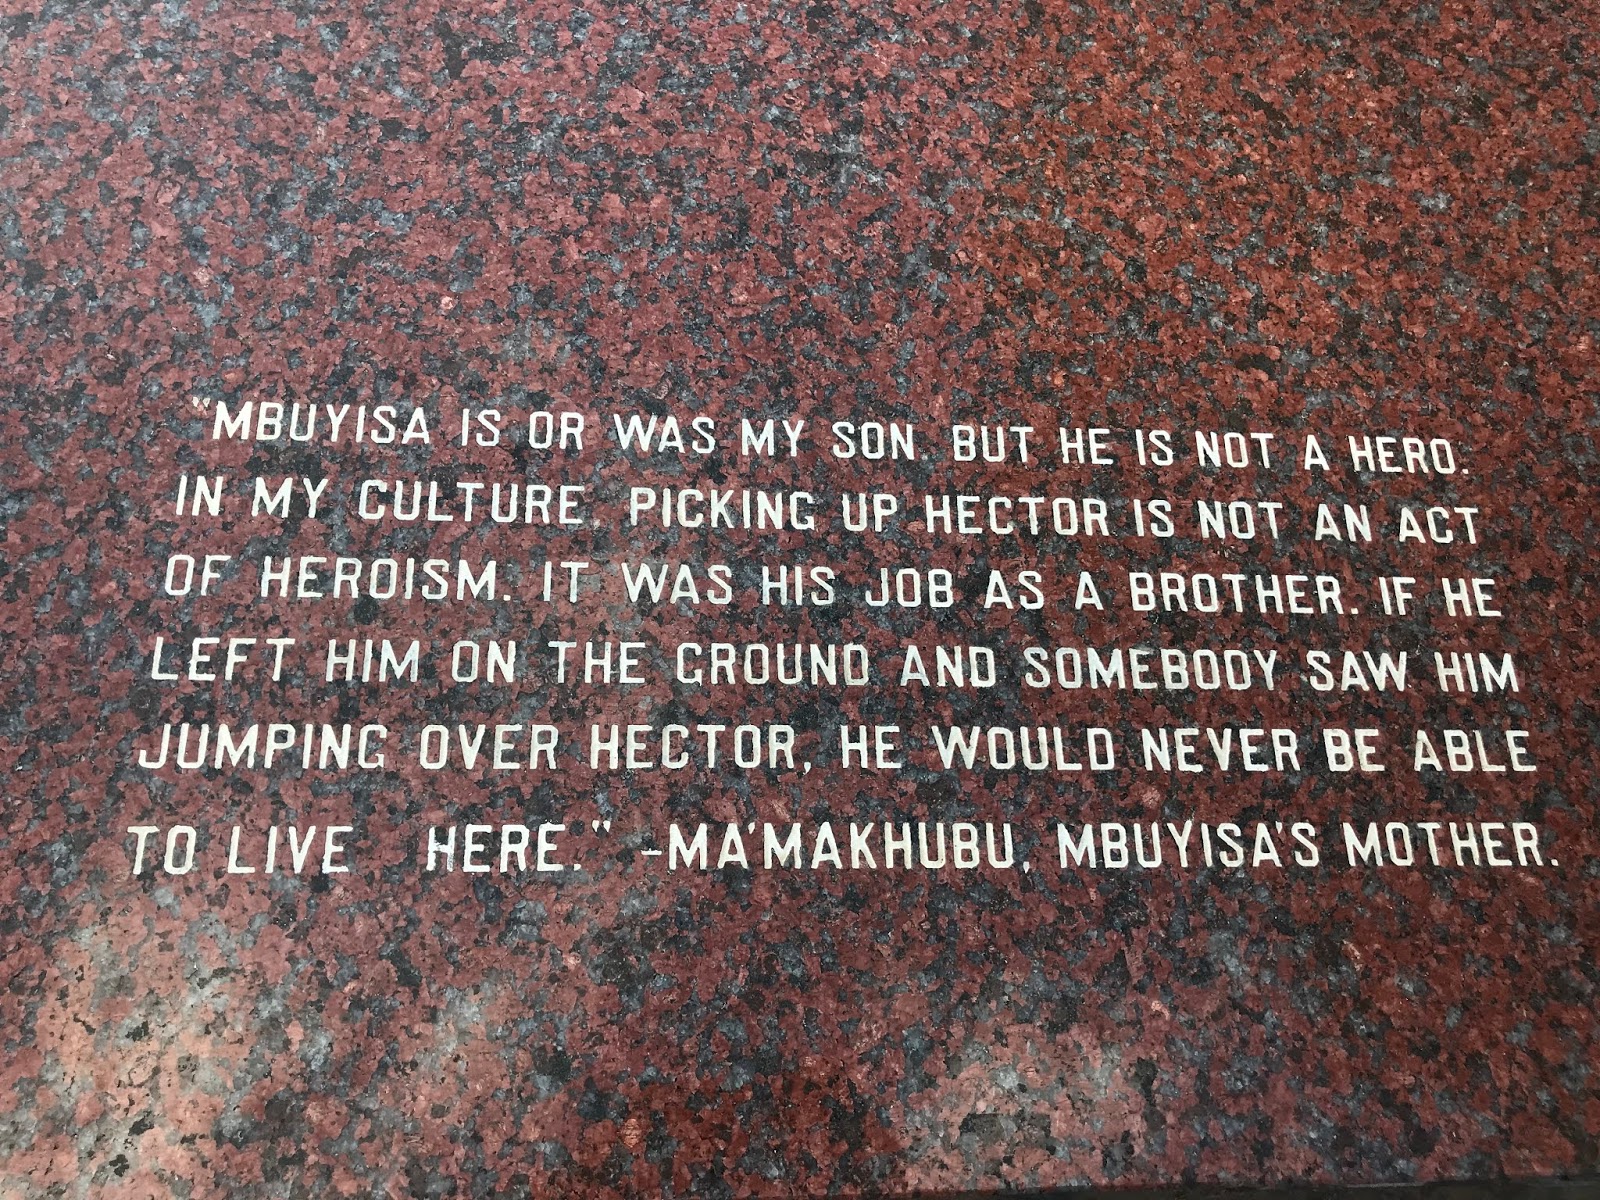 "MBUYISA IS OR WAS MY SON. BUT HE IS NOT A HERO.
IN MY CULTURE, PICKING UP HECTOR IS NOT AN ACT
OF HEROISM. IT WAS HIS JOB AS A BROTHER. IF HE
LEFT HIM ON THE GROUND AND SOMEBODY SAW HIM
JUMPING OVER HECTOR, HE WOULD NEVER BE ABLE
TO LIVE HERE." -MA'MAKHUBU, MBUYISA'S MOTHER.